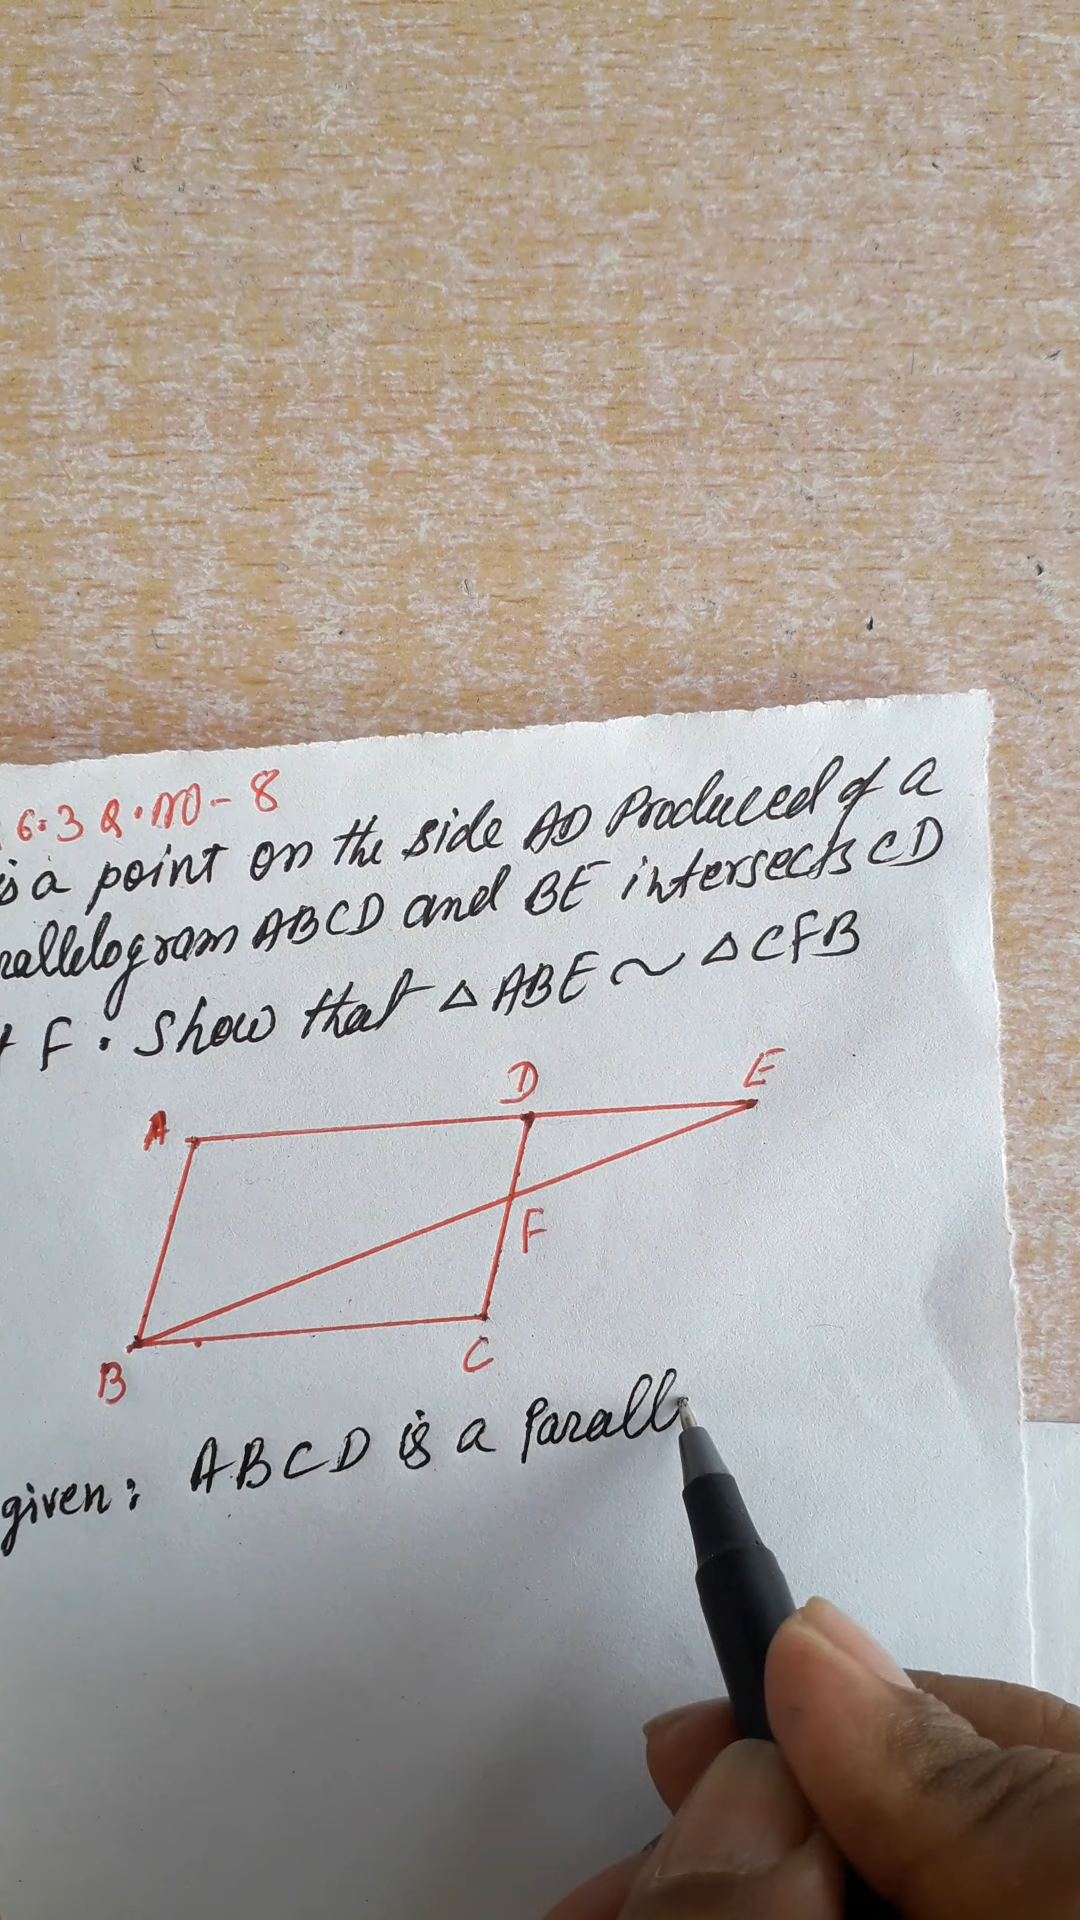 6.3 Q.NO-8
is a point on the side AD Produced of a
rallelogram ABCD and BE intersects CD
t F. Show that △ABE ~ △CFB
D E
A
F
B C
given: ABCD is a Parall